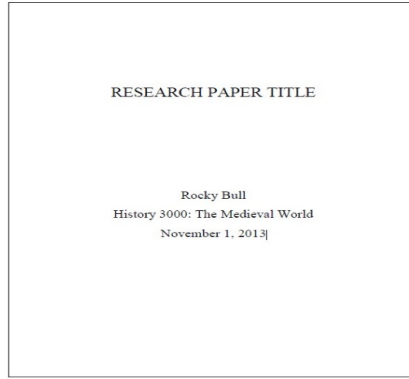 RESEARCH PAPER TITLE
Rocky Bull
History 3000: The Medieval World
November 1, 2013